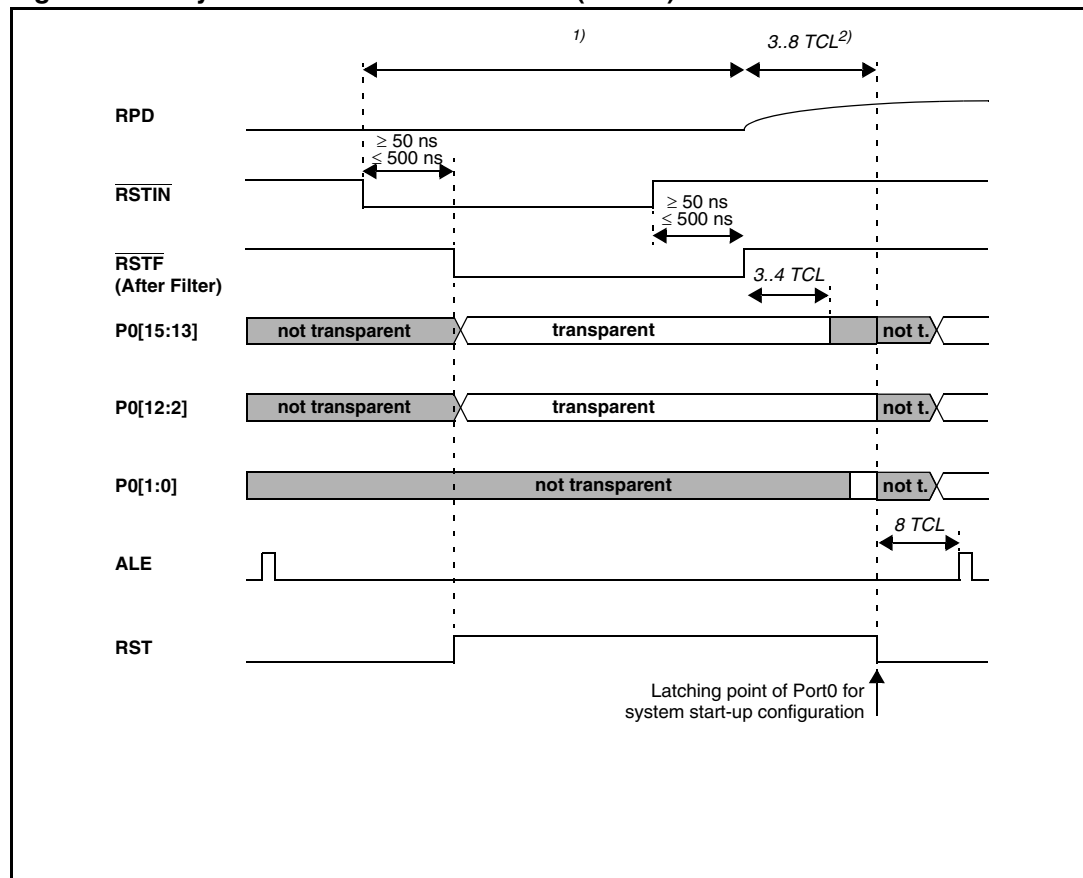 1)
3..8 TCL2)
RPD
≥ 50 ns
≤ 500 ns
RSTIN
≥ 50 ns
≤ 500 ns
RSTF
(After Filter)
3..4 TCL
P0[15:13]
not transparent
transparent
not t.
P0[12:2]
not transparent
transparent
not t.
P0[1:0]
not transparent
not t.
8 TCL
ALE
RST
Latching point of Port0 for
system start-up configuration